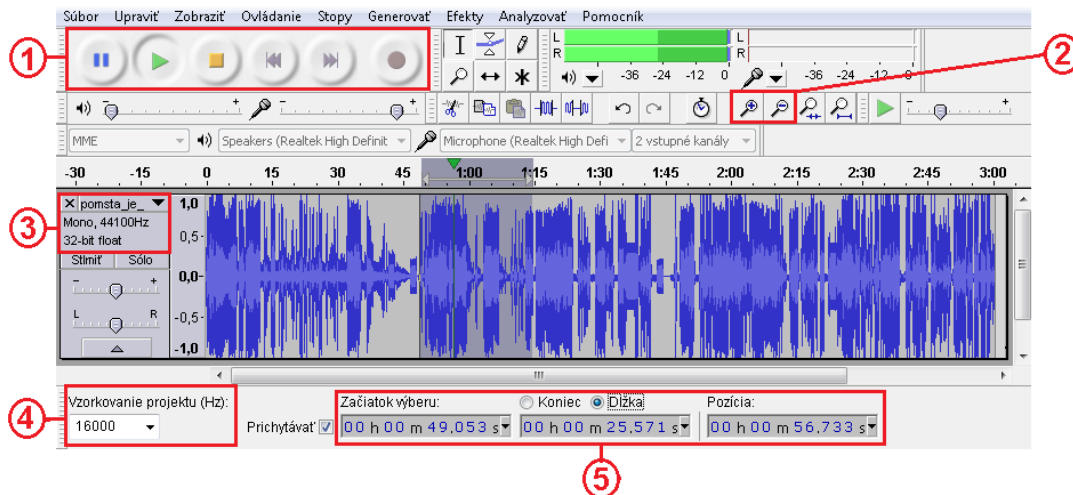 Súbor Upraviť Zobraziť Ovládanie Stopy Generovať Efekty Analyzovať Pomocník
1
L
R
-36 -24 -12 0
L
R
-36 -24 -12 0
2
MME
Speakers (Realtek High Definit
Microphone (Realtek High Defi
2 vstupné kanály
-30 -15 0 15 30 45 1:00 1:15 1:30 1:45 2:00 2:15 2:30 2:45 3:00
3
X pomsta_je_
Mono, 44100Hz
32-bit float
Stlmiť Sólo
- +
L R
1,0
0,5-
0,0-
-0,5-
-1,0
4
Vzorkovanie projektu (Hz):
16000
Prichytávať
Začiatok výberu:
Koniec Dĺžka
Pozícia:
00 h 00 m 49,053 s
00 h 00 m 25,571 s
00 h 00 m 56,733 s
5